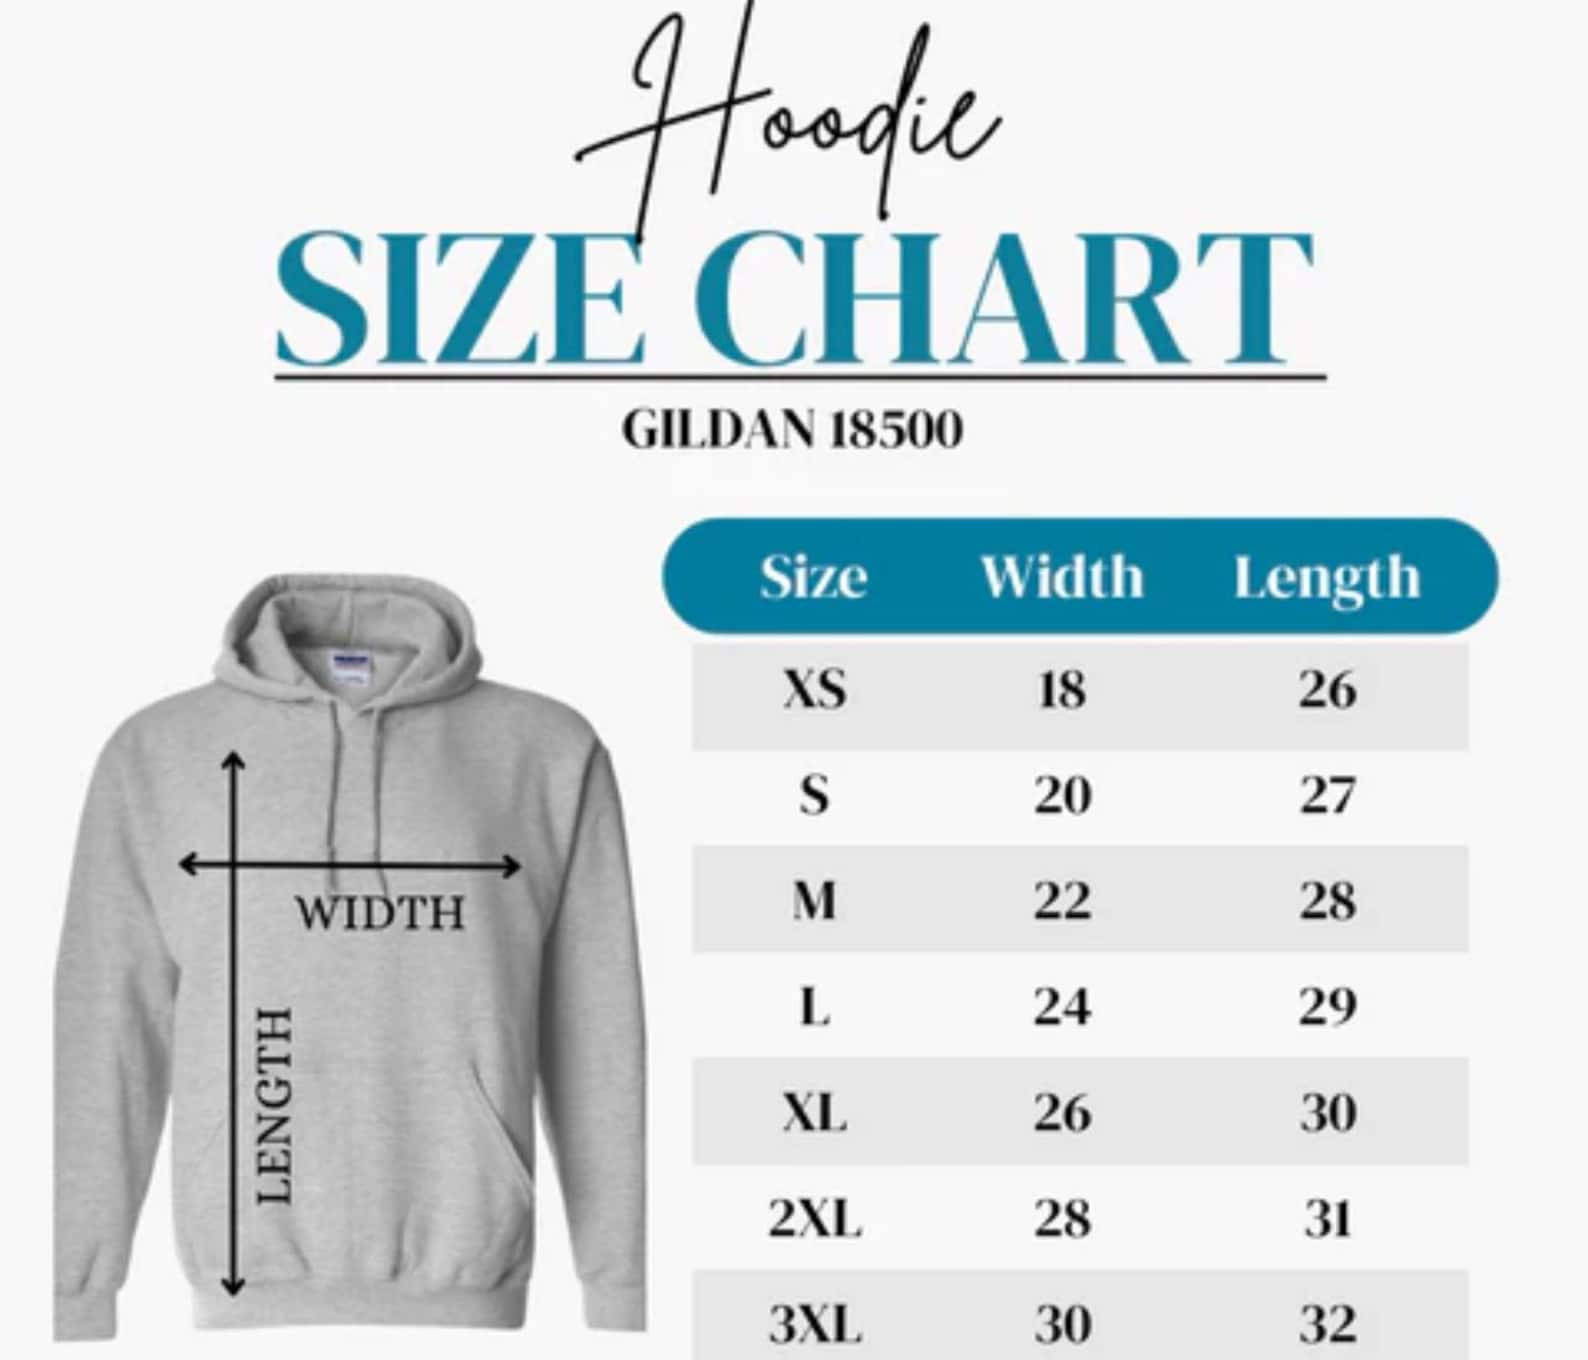 Hoodie
SIZE CHART
GILDAN 18500
Size Width Length
XS 18 26
S 20 27
M 22 28
L 24 29
XL 26 30
2XL 28 31
3XL 30 32
WIDTH
LENGTH